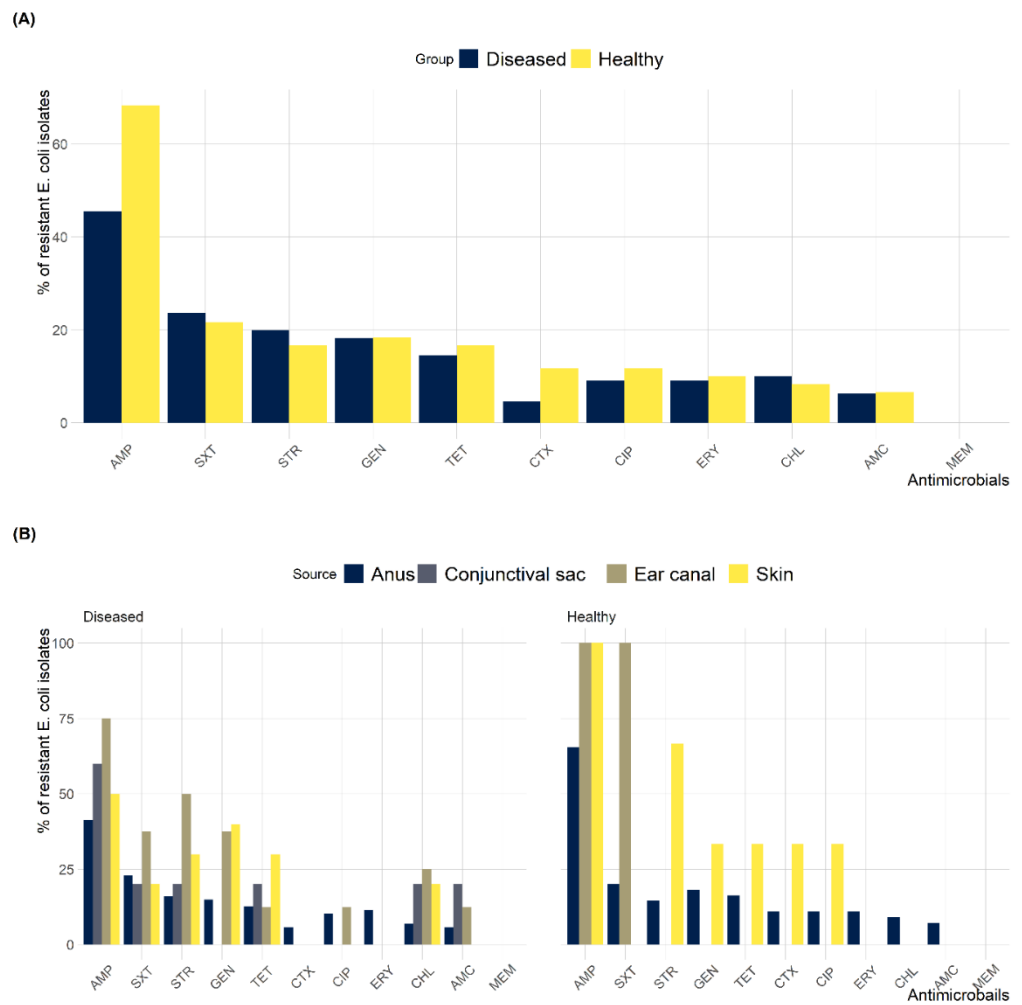 (A)
Group Diseased Healthy
% of resistant E. coli isolates
60
40
20
0
AMP SXT STR GEN TET CTX CIP ERY CHL AMC MEM
Antimicrobials
(B)
Source Anus Conjunctival sac Ear canal Skin
Diseased Healthy
% of resistant E. coli isolates
100
75
50
25
0
AMP SXT STR GEN TET CTX CIP ERY CHL AMC MEM AMP SXT STR GEN TET CTX CIP ERY CHL AMC MEM
Antimicrobails